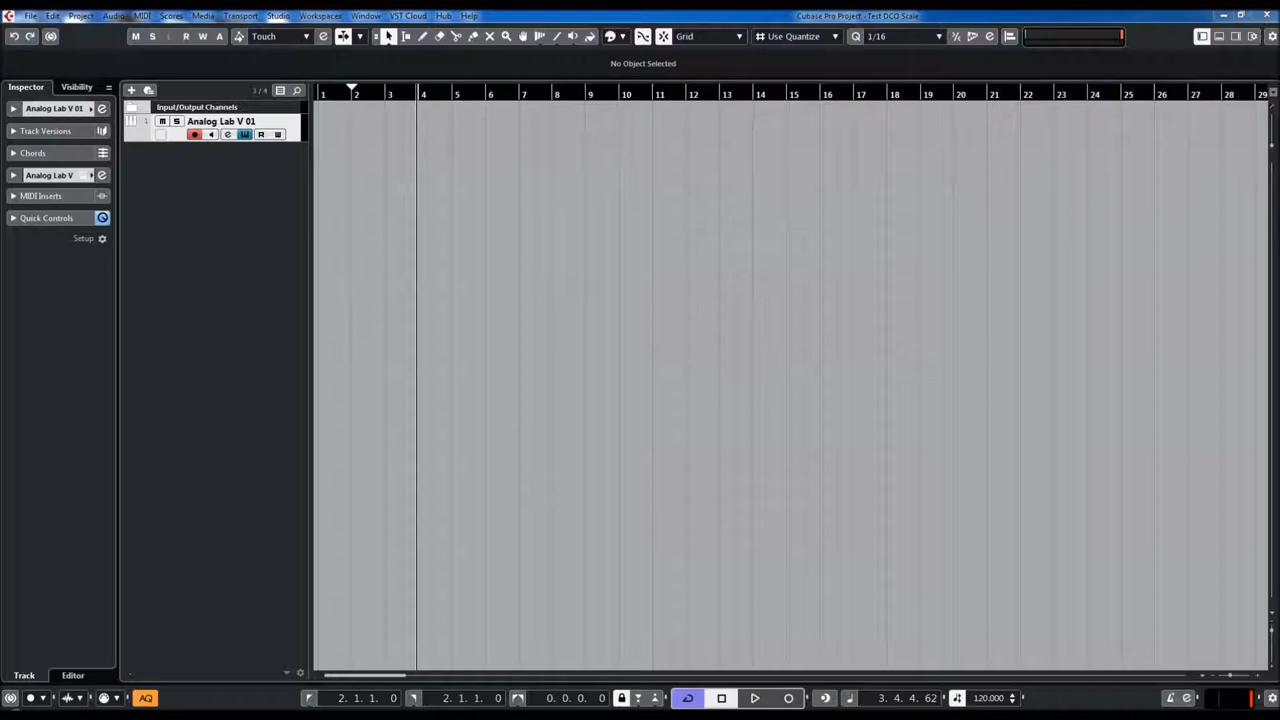 File Edit Project Audio MIDI Scores Media Transport Studio Workspaces Window VST Cloud Hub Help
Cubase Pro Project - Test DCO Scale
M S L R W A Touch Grid Use Quantize Q 1/16
No Object Selected
Inspector Visibility
3 / 4
1 2 3 4 5 6 7 8 9 10 11 12 13 14 15 16 17 18 19 20 21 22 23 24 25 26 27 28 29
Input/Output Channels
Analog Lab V 01
1 M S Analog Lab V 01
e R W
Track Versions
Chords
Analog Lab V
MIDI Inserts
Quick Controls
Setup
Track Editor
AQ
2. 1. 1. 0
2. 1. 1. 0
0. 0. 0. 0
3. 4. 4. 62
120.000